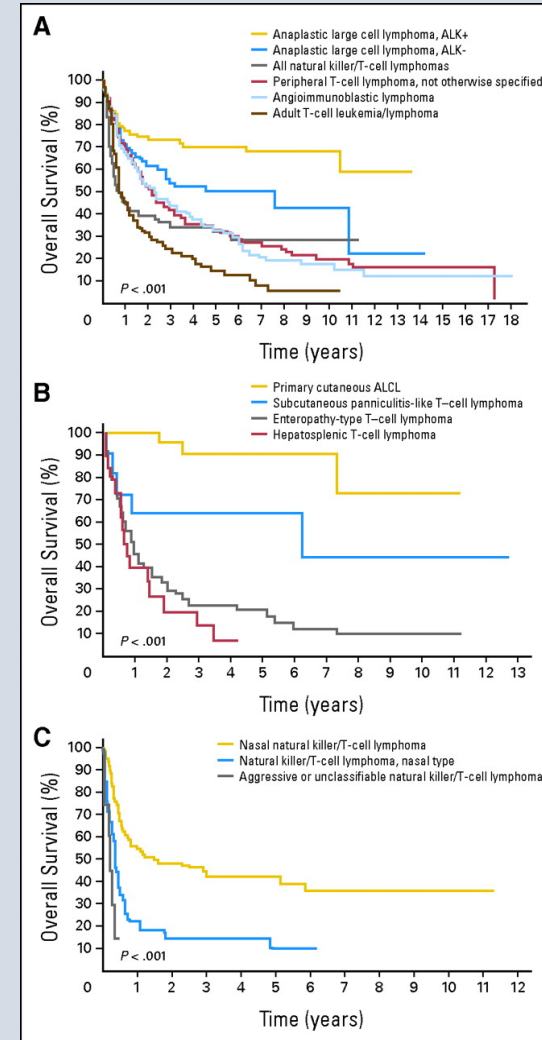 A
Anaplastic large cell lymphoma, ALK+
Anaplastic large cell lymphoma, ALK-
All natural killer/T-cell lymphomas
Peripheral T-cell lymphoma, not otherwise specified
Angioimmunoblastic lymphoma
Adult T-cell leukemia/lymphoma
Overall Survival (%)
100
90
80
70
60
50
40
30
20
10
P < .001
0 1 2 3 4 5 6 7 8 9 10 11 12 13 14 15 16 17 18
Time (years)
B
Primary cutaneous ALCL
Subcutaneous panniculitis-like T–cell lymphoma
Enteropathy-type T–cell lymphoma
Hepatosplenic T-cell lymphoma
Overall Survival (%)
100
90
80
70
60
50
40
30
20
10
P < .001
0 1 2 3 4 5 6 7 8 9 10 11 12 13
Time (years)
C
Nasal natural killer/T-cell lymphoma
Natural killer/T-cell lymphoma, nasal type
Aggressive or unclassifiable natural killer/T-cell lymphoma
Overall Survival (%)
100
90
80
70
60
50
40
30
20
10
P < .001
0 1 2 3 4 5 6 7 8 9 10 11 12
Time (years)